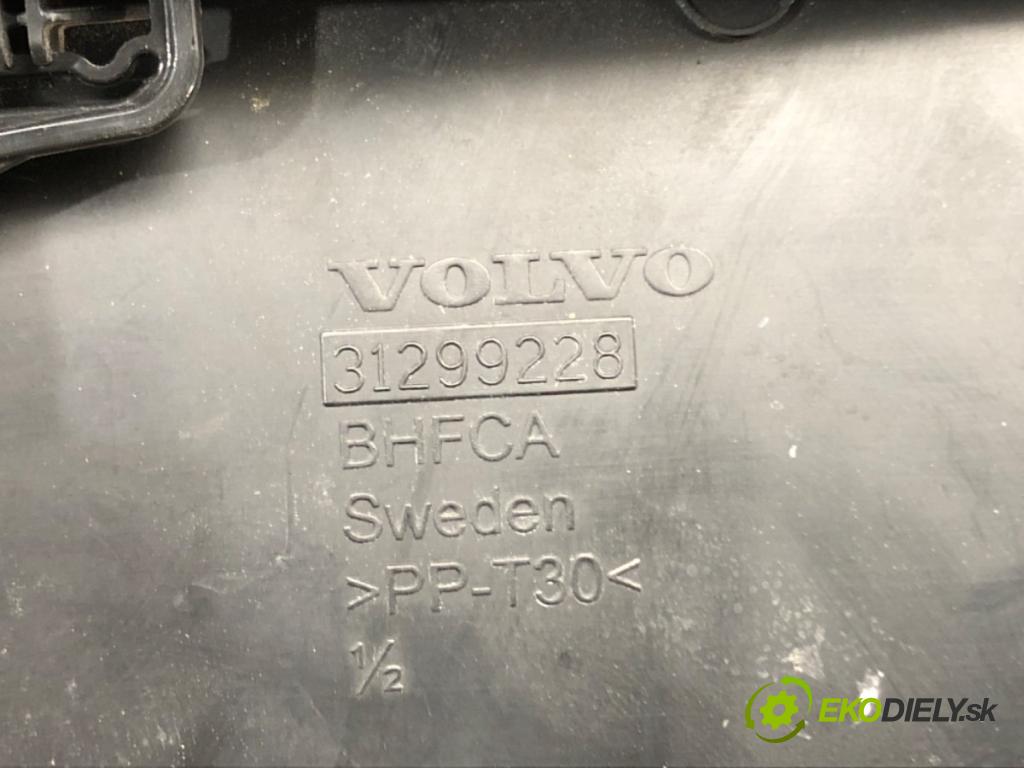 VOLVO
31299228
BHFCA
Sweden
>PP-T30<
1/2
EKODIELY.sk